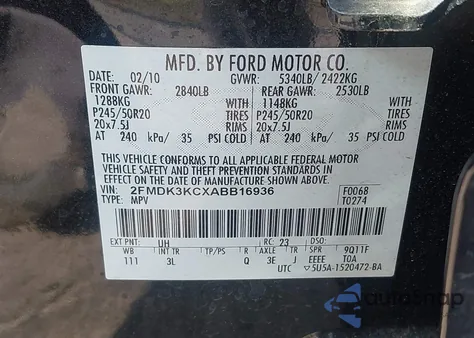 MFD. BY FORD MOTOR CO.
DATE: 02/10 GVWR: 5340LB/ 2422KG
FRONT GAWR: 2840LB REAR GAWR: 2530LB
1288KG WITH 1148KG WITH
P245/50R20 TIRES P245/50R20 TIRES
20x7.5J RIMS 20x7.5J RIMS
AT 240 kPa/ 35 PSI COLD AT 240 kPa/ 35 PSI COLD
THIS VEHICLE CONFORMS TO ALL APPLICABLE FEDERAL MOTOR
VEHICLE SAFETY AND THEFT PREVENTION STANDARDS IN
EFFECT ON THE DATE OF MANUFACTURE SHOWN ABOVE.
VIN: 2FMDK3KCXABB16936 F0068
TYPE: MPV T0274
EXT PNT: UH RC: 23 DSO:
WB INT TR TP/PS R AXLE TR SPR 9Q11F
111 3L Q 3E J EEEE TOA
UTC ▽5U5A-1520472-BA
autosnap